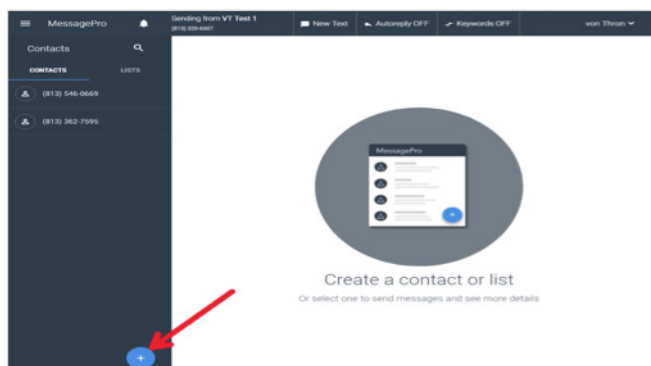 MessagePro
Sending from VT Test 1
(813) 920-6607
New Text
Autoreply OFF
Keywords OFF
von Thron
Contacts
CONTACTS
LISTS
(813) 546-0669
(813) 362-7595
MessagePro
Create a contact or list
Or select one to send messages and see more details